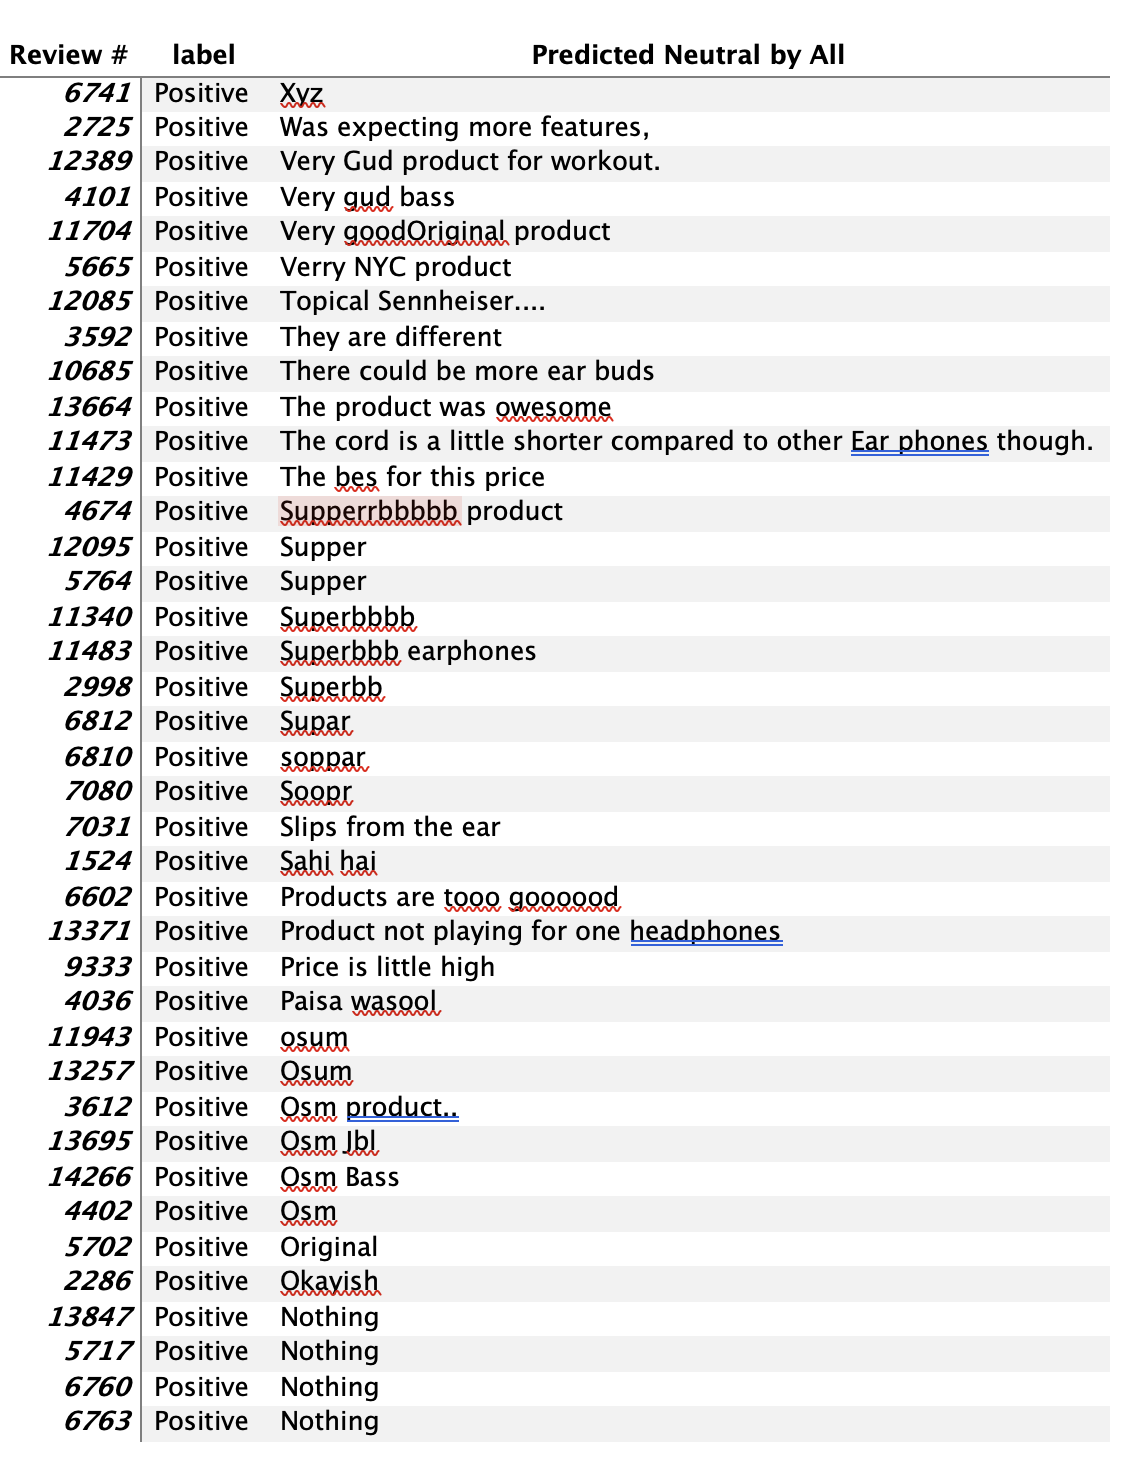 Review # label Predicted Neutral by All
6741 Positive Xyz
2725 Positive Was expecting more features,
12389 Positive Very Gud product for workout.
4101 Positive Very gud bass
11704 Positive Very goodOriginal product
5665 Positive Verry NYC product
12085 Positive Topical Sennheiser....
3592 Positive They are different
10685 Positive There could be more ear buds
13664 Positive The product was owesome
11473 Positive The cord is a little shorter compared to other Ear phones though.
11429 Positive The bes for this price
4674 Positive Supperrbbbbb product
12095 Positive Supper
5764 Positive Supper
11340 Positive Superbbbb
11483 Positive Superbbb earphones
2998 Positive Superbb
6812 Positive Supar
6810 Positive soppar
7080 Positive Soopr
7031 Positive Slips from the ear
1524 Positive Sahi hai
6602 Positive Products are tooo goooood
13371 Positive Product not playing for one headphones
9333 Positive Price is little high
4036 Positive Paisa wasool
11943 Positive osum
13257 Positive Osum
3612 Positive Osm product..
13695 Positive Osm Jbl
14266 Positive Osm Bass
4402 Positive Osm
5702 Positive Original
2286 Positive Okayish
13847 Positive Nothing
5717 Positive Nothing
6760 Positive Nothing
6763 Positive Nothing